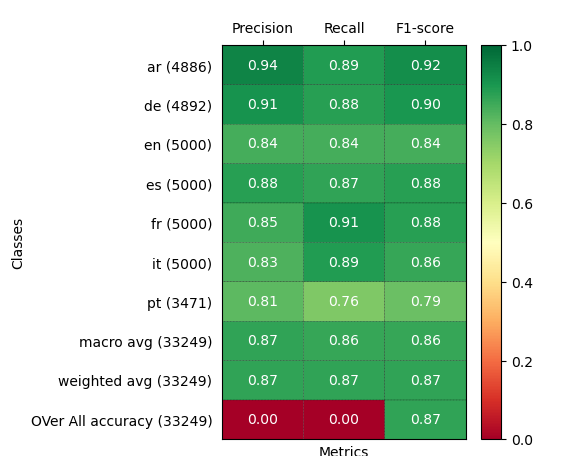 Precision Recall F1-score
ar (4886) 0.94 0.89 0.92 1.0
de (4892) 0.91 0.88 0.90
en (5000) 0.84 0.84 0.84 0.8
es (5000) 0.88 0.87 0.88
fr (5000) 0.85 0.91 0.88 0.6
Classes
it (5000) 0.83 0.89 0.86 0.4
pt (3471) 0.81 0.76 0.79
macro avg (33249) 0.87 0.86 0.86
weighted avg (33249) 0.87 0.87 0.87 0.2
OVer All accuracy (33249) 0.00 0.00 0.87 0.0
Metrics